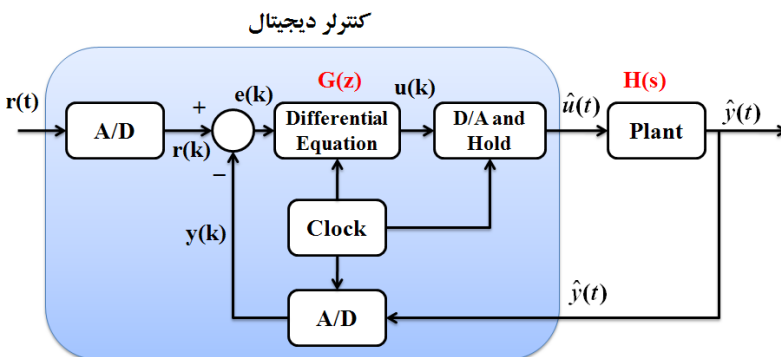 کنترلر دیجیتال
G(z)
H(s)
r(t)
A/D
+
r(k)
−
e(k)
Differential
Equation
u(k)
D/A and
Hold
û(t)
Plant
ŷ(t)
Clock
y(k)
A/D
ŷ(t)